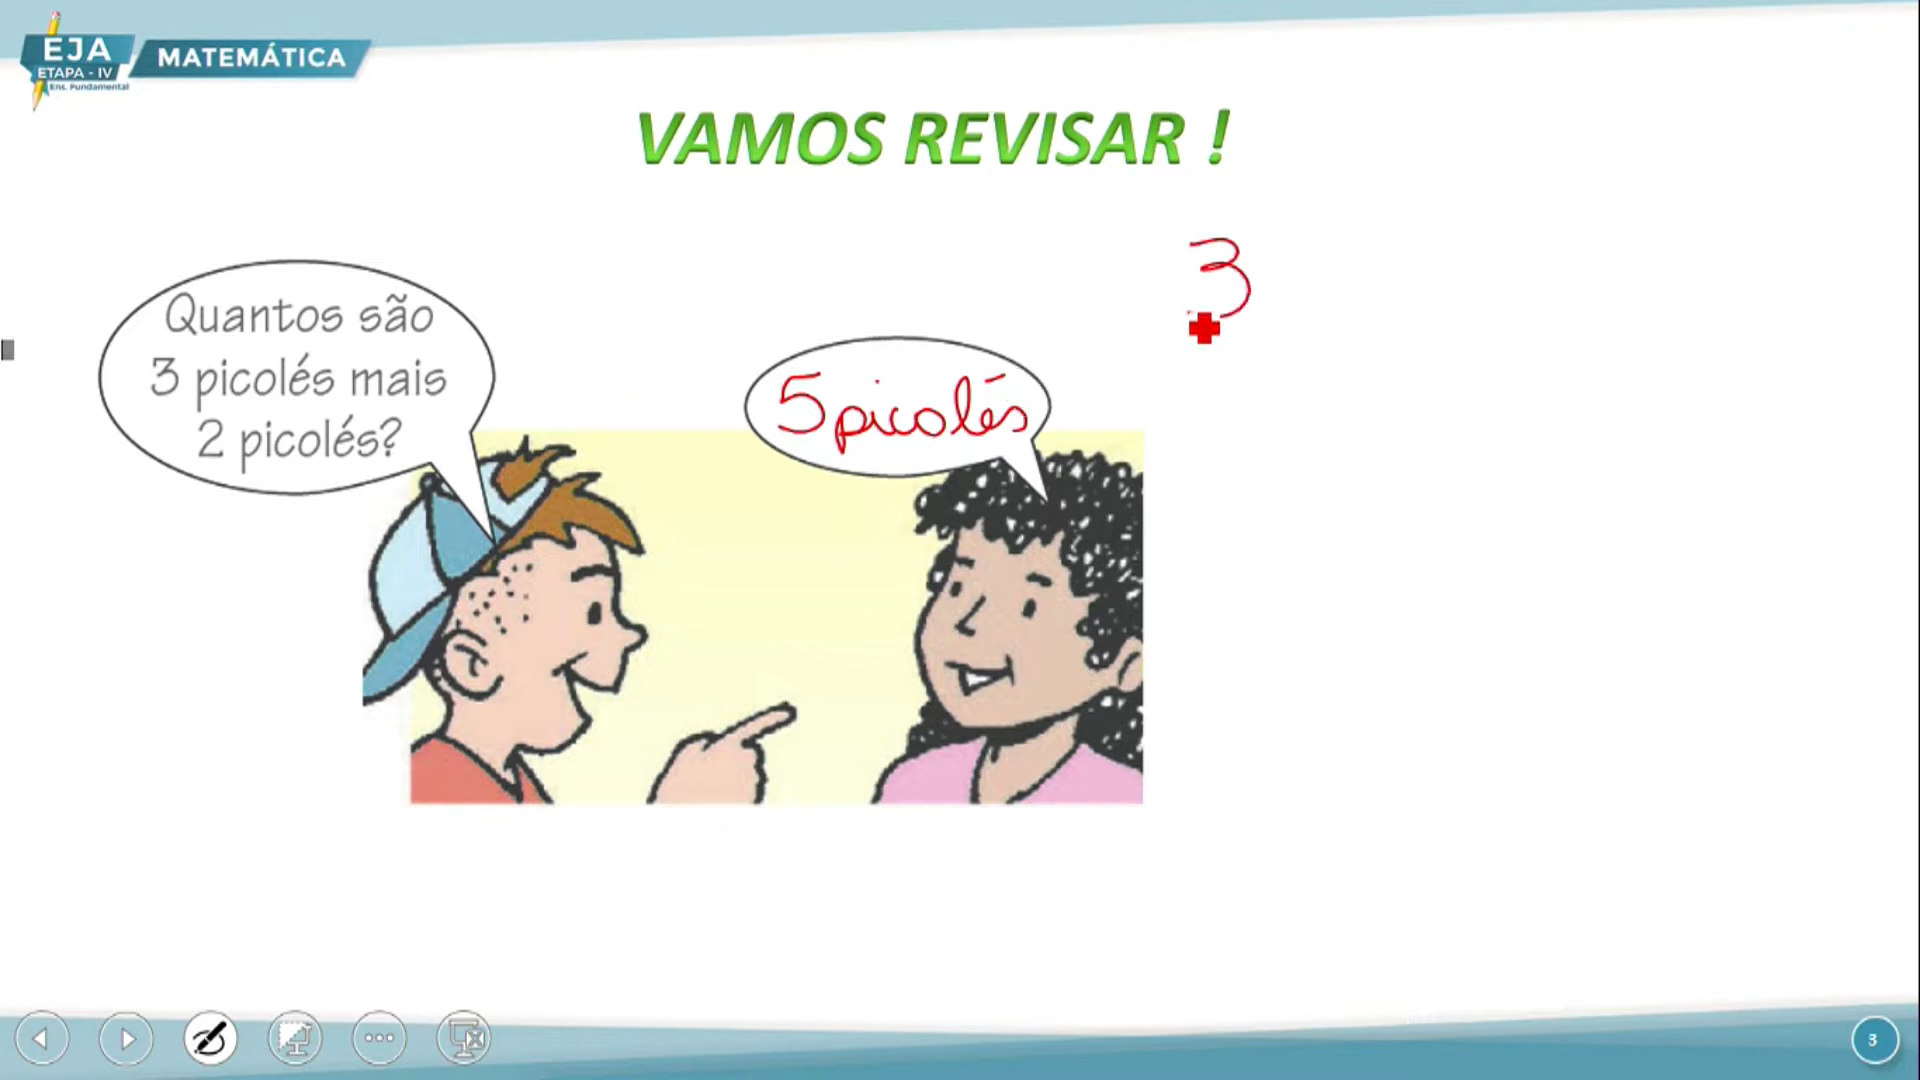 EJA
ETAPA - IV
Ens. Fundamental
MATEMÁTICA
VAMOS REVISAR !
3
Quantos são
3 picolés mais
2 picolés?
5 picolés
3